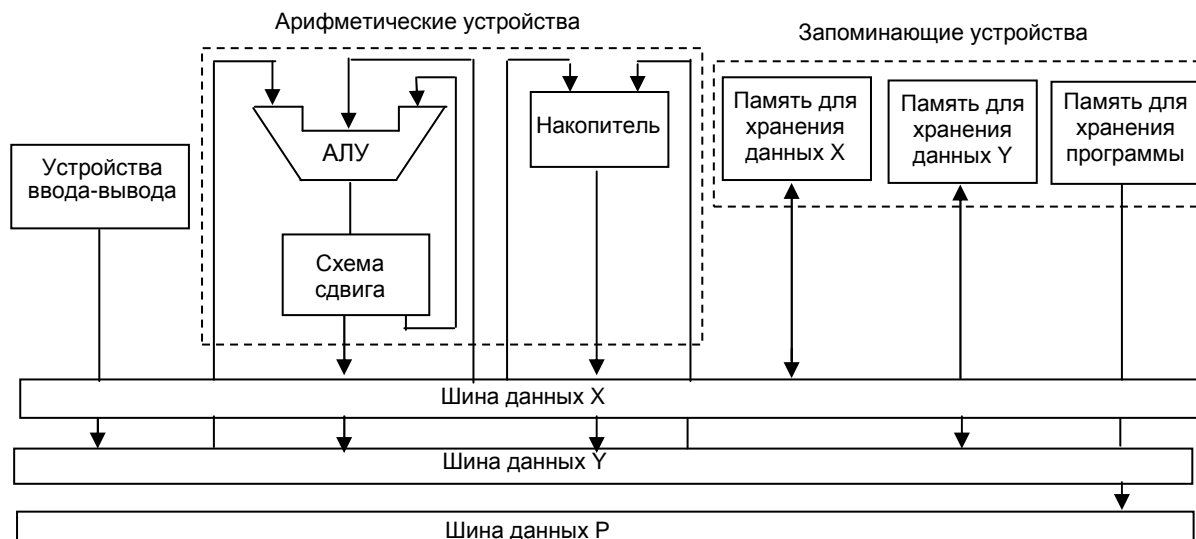 Арифметические устройства
Запоминающие устройства
Устройства
ввода-вывода
АЛУ
Схема
сдвига
Накопитель
Память для
хранения
данных X
Память для
хранения
данных Y
Память для
хранения
программы
Шина данных X
Шина данных Y
Шина данных P